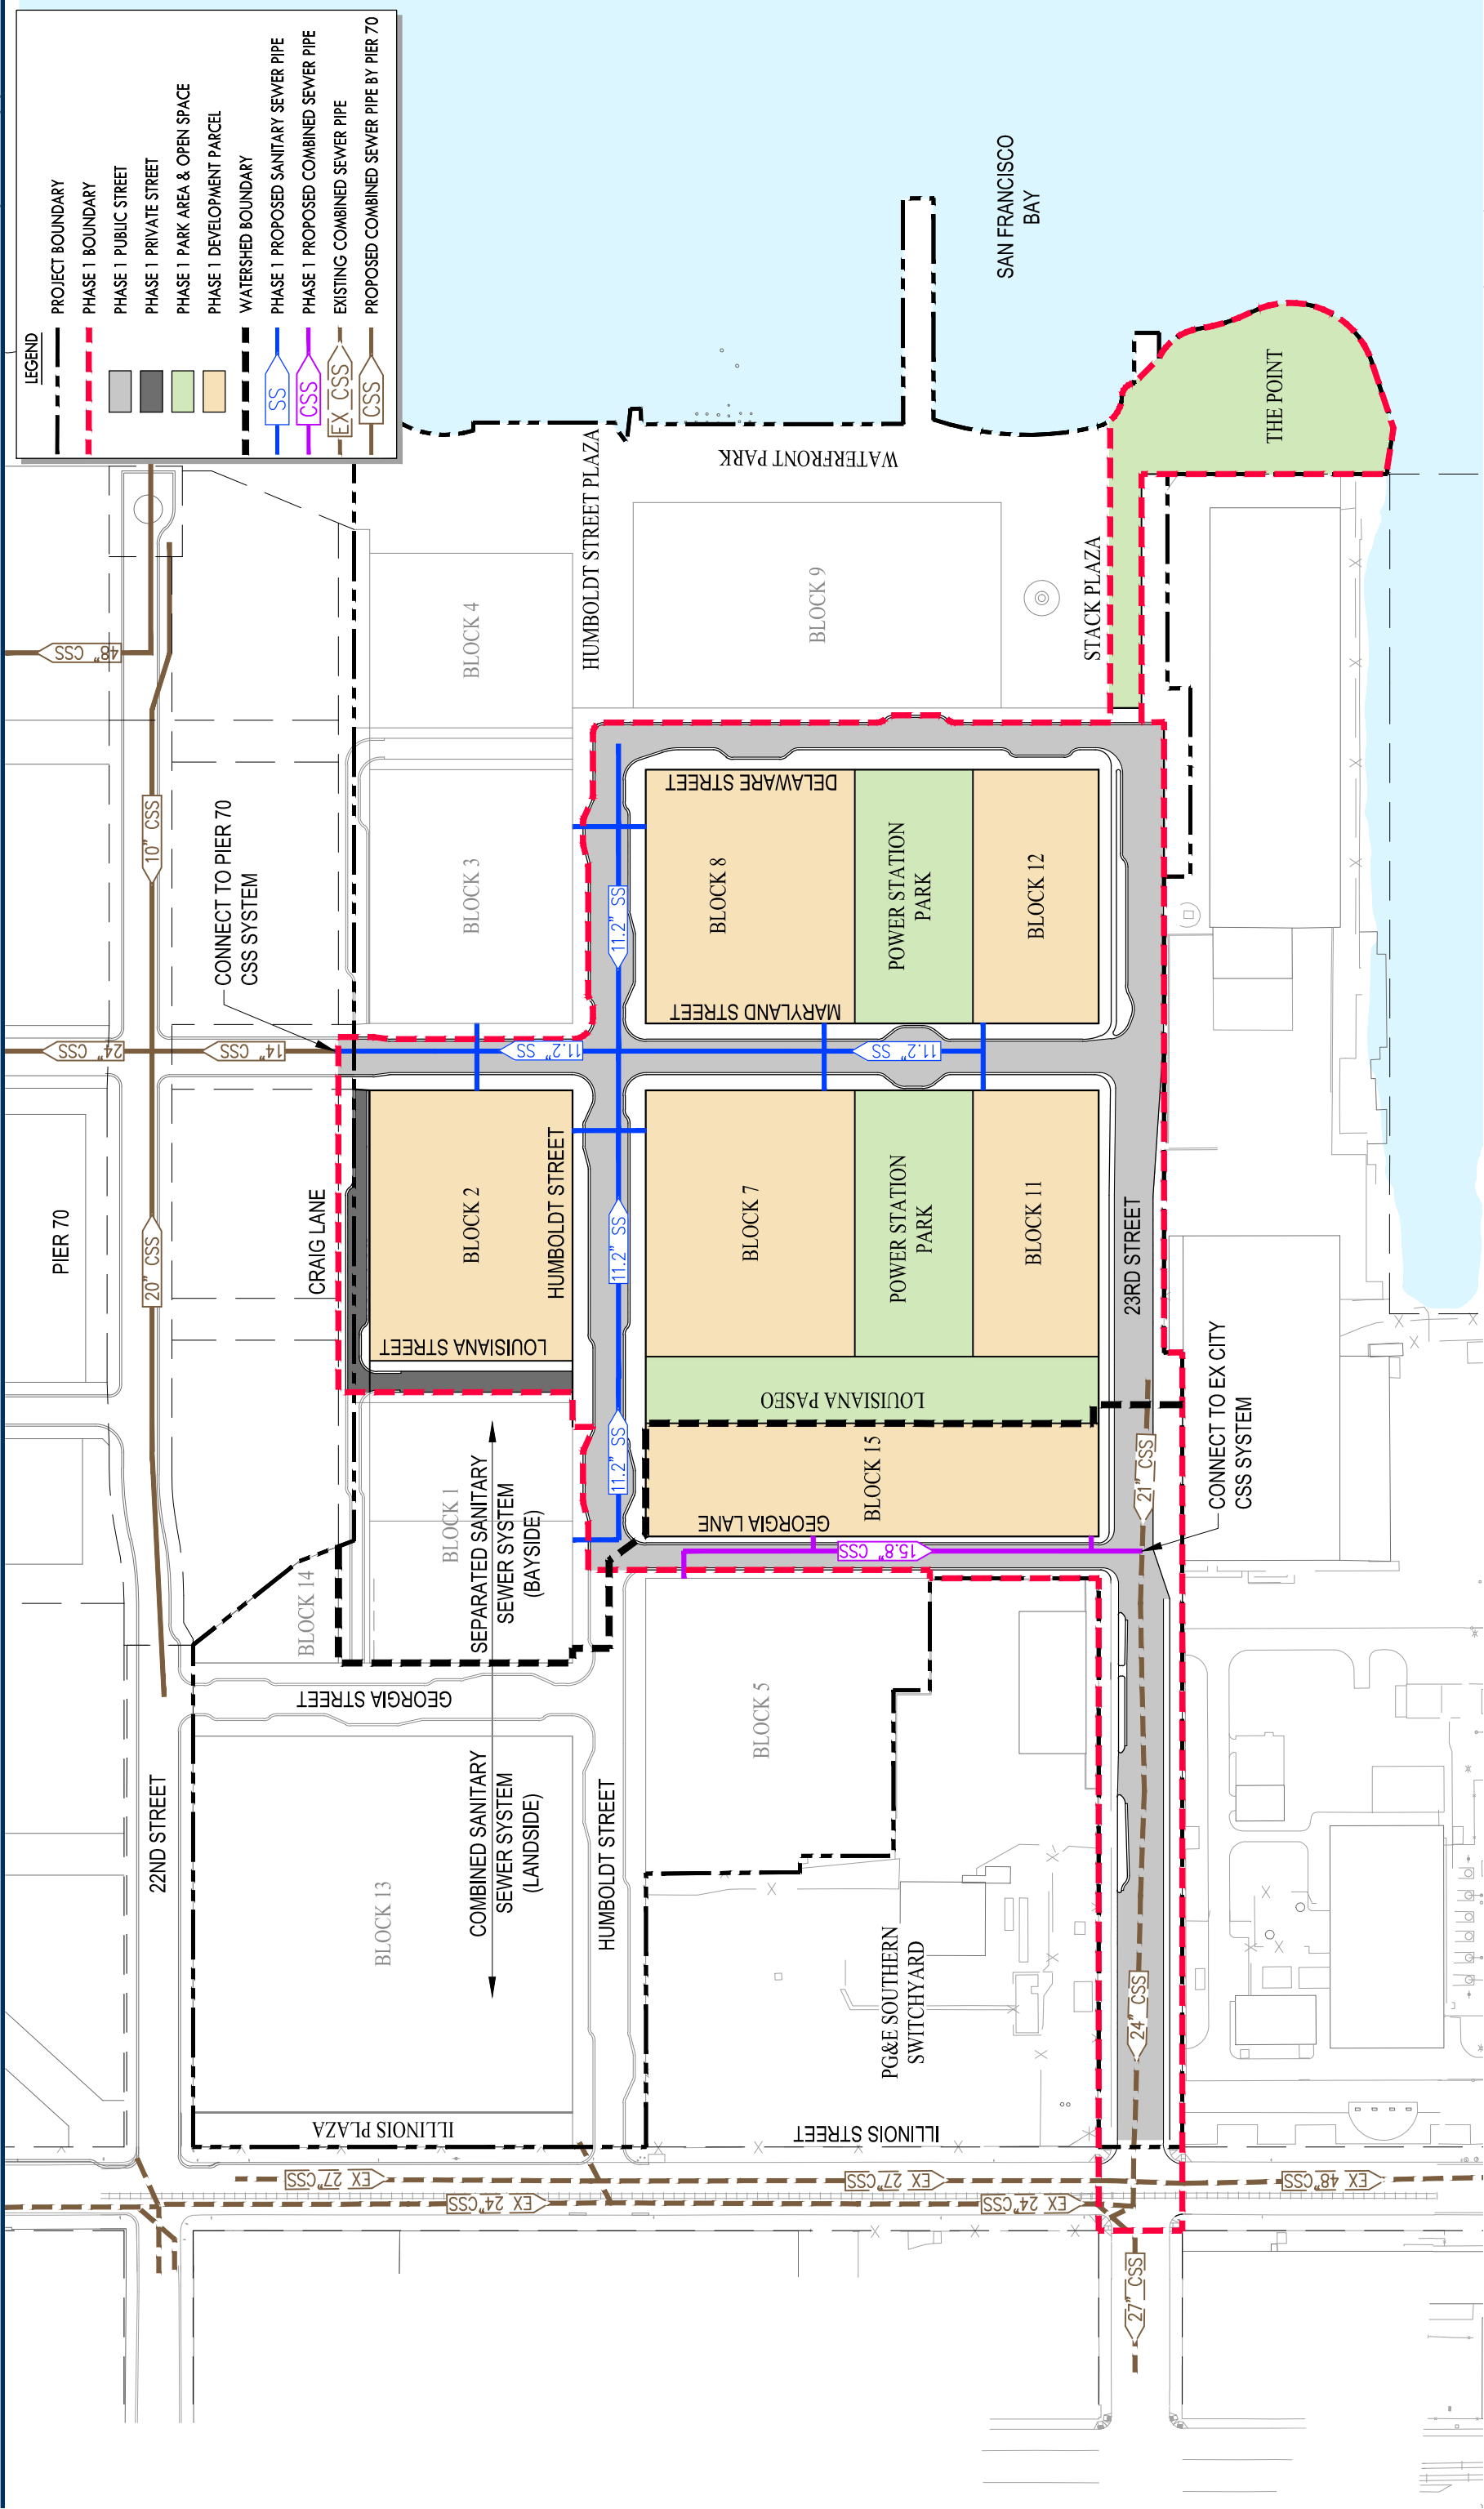 LEGEND
PROJECT BOUNDARY
PHASE 1 BOUNDARY
PHASE 1 PUBLIC STREET
PHASE 1 PRIVATE STREET
PHASE 1 PARK AREA & OPEN SPACE
PHASE 1 DEVELOPMENT PARCEL
WATERSHED BOUNDARY
SS
PHASE 1 PROPOSED SANITARY SEWER PIPE
CSS
PHASE 1 PROPOSED COMBINED SEWER PIPE
EX CSS
EXISTING COMBINED SEWER PIPE
CSS
PROPOSED COMBINED SEWER PIPE BY PIER 70
PIER 70
24" CSS
14" CSS
48" CSS
20" CSS
10" CSS
22ND STREET
CRAIG LANE
CONNECT TO PIER 70
CSS SYSTEM
ILLINOIS PLAZA
BLOCK 13
GEORGIA STREET
BLOCK 14
BLOCK 1
LOUISIANA STREET
BLOCK 2
BLOCK 3
BLOCK 4
COMBINED SANITARY
SEWER SYSTEM
(LANDSIDE)
SEPARATED SANITARY
SEWER SYSTEM
(BAYSIDE)
HUMBOLDT STREET
HUMBOLDT STREET
HUMBOLDT STREET PLAZA
11.2" SS
11.2" SS
11.2" SS
11.2" SS
11.2" SS
EX 27"CSS
EX 24"CSS
EX 27"CSS
EX 24"CSS
EX 48"CSS
ILLINOIS STREET
PG&E SOUTHERN
SWITCHYARD
BLOCK 5
GEORGIA LANE
15.8" CSS
BLOCK 15
LOUISIANA PASEO
BLOCK 7
POWER STATION
PARK
BLOCK 11
MARYLAND STREET
BLOCK 8
DELAWARE STREET
POWER STATION
PARK
BLOCK 12
BLOCK 9
WATERFRONT PARK
STACK PLAZA
SAN FRANCISCO
BAY
THE POINT
23RD STREET
27" CSS
24" CSS
21" CSS
CONNECT TO EX CITY
CSS SYSTEM